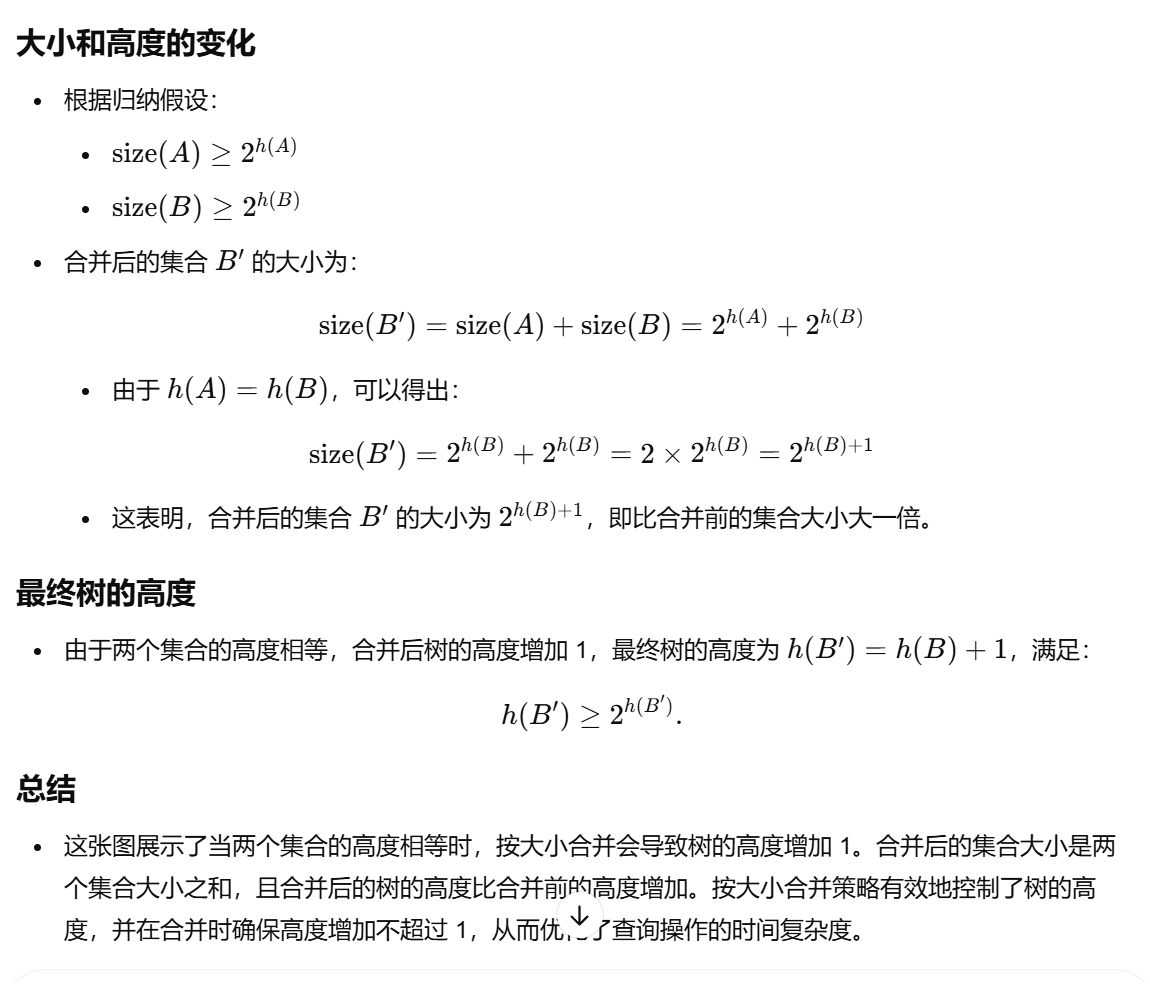 大小和高度的变化
• 根据归纳假设：
• size(A) ≥ 2^{h(A)}
• size(B) ≥ 2^{h(B)}
• 合并后的集合 B′ 的大小为：
size(B′) = size(A) + size(B) = 2^{h(A)} + 2^{h(B)}
• 由于 h(A) = h(B)，可以得出：
size(B′) = 2^{h(B)} + 2^{h(B)} = 2 × 2^{h(B)} = 2^{h(B)+1}
• 这表明，合并后的集合 B′ 的大小为 2^{h(B)+1}，即比合并前的集合大小大一倍。
最终树的高度
• 由于两个集合的高度相等，合并后树的高度增加 1，最终树的高度为 h(B′) = h(B) + 1，满足：
h(B′) ≥ 2^{h(B′)}.
总结
• 这张图展示了当两个集合的高度相等时，按大小合并会导致树的高度增加 1。合并后的集合大小是两
个集合大小之和，且合并后的树的高度比合并前的高度增加。按大小合并策略有效地控制了树的高
度，并在合并时确保高度增加不超过 1，从而优了查询操作的时间复杂度。